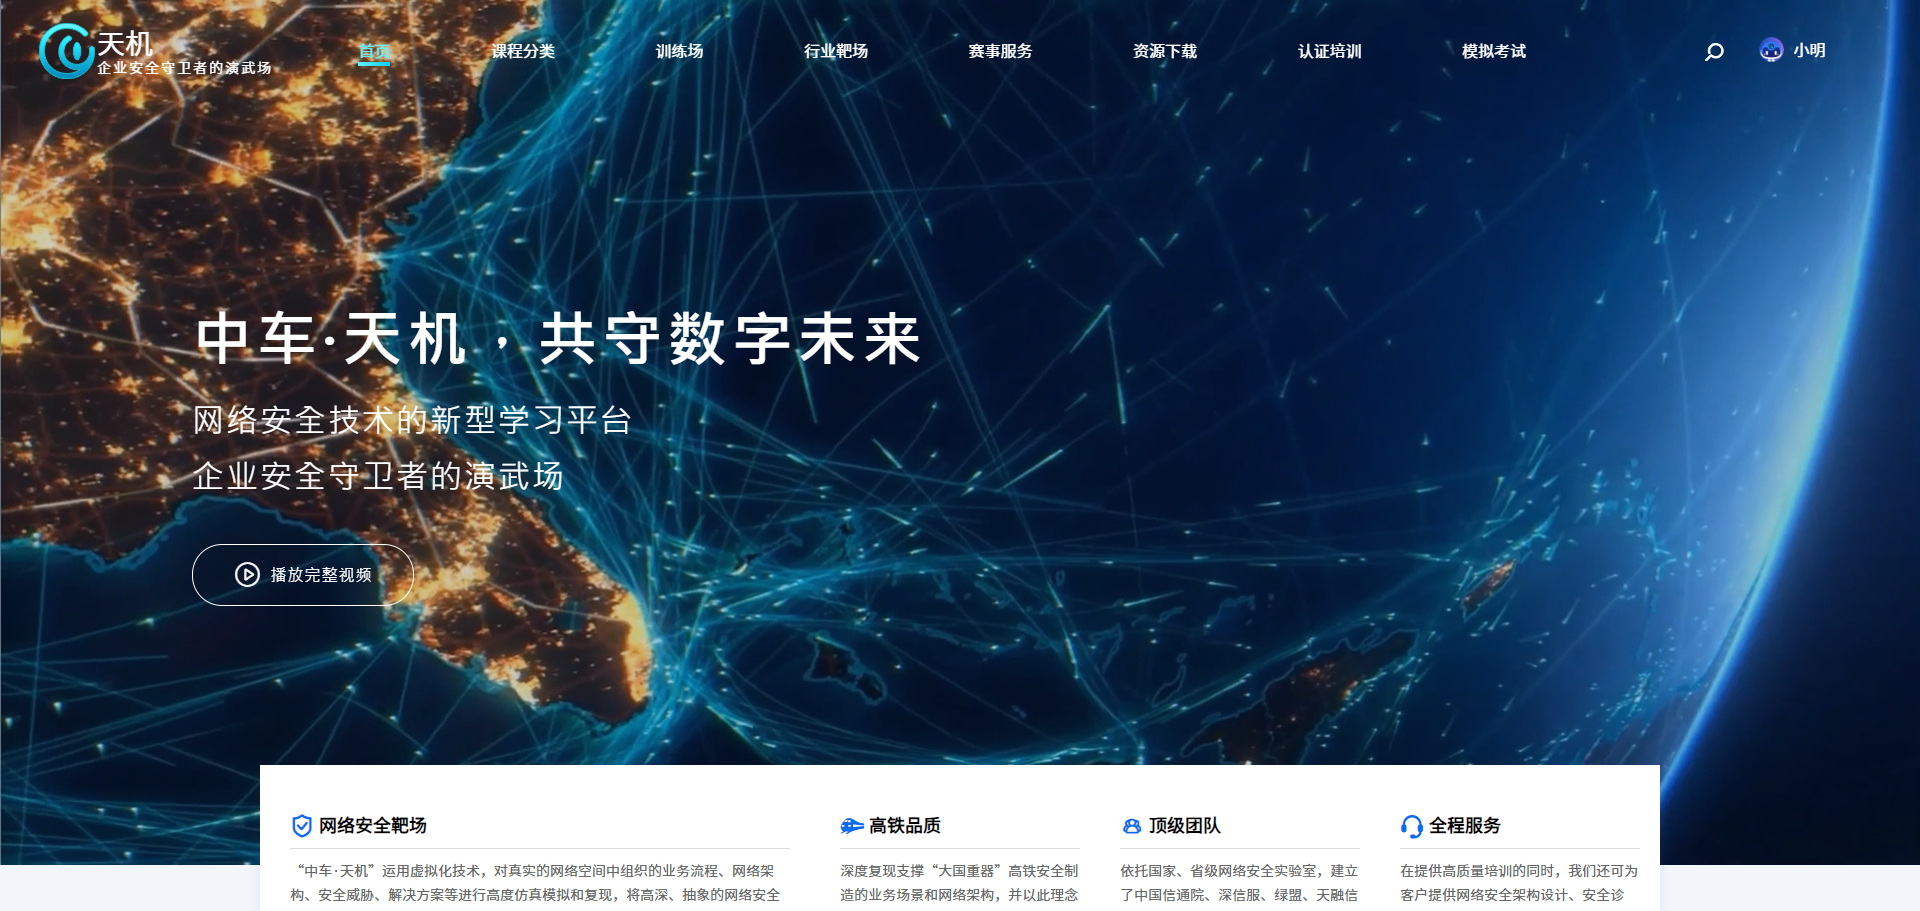 天机
企业安全守卫者的演武场
首页 课程分类 训练场 行业靶场 赛事服务 资源下载 认证培训 模拟考试 小明
中车·天机，共守数字未来
网络安全技术的新型学习平台
企业安全守卫者的演武场
播放完整视频
网络安全靶场
“中车·天机”运用虚拟化技术，对真实的网络空间中组织的业务流程、网络架
构、安全威胁、解决方案等进行高度仿真模拟和复现，将高深、抽象的网络安全
高铁品质
深度复现支撑“大国重器”高铁安全制
造的业务场景和网络架构，并以此理念
顶级团队
依托国家、省级网络安全实验室，建立
了中国信通院、深信服、绿盟、天融信
全程服务
在提供高质量培训的同时，我们还可为
客户提供网络安全架构设计、安全诊